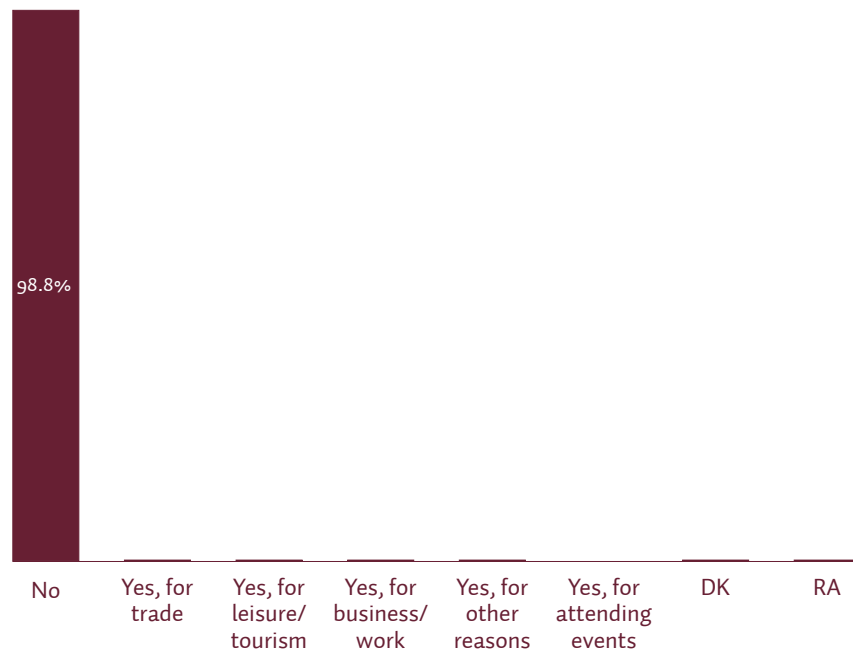 98.8%
No
Yes, for
trade
Yes, for
leisure/
tourism
Yes, for
business/
work
Yes, for
other
reasons
Yes, for
attending
events
DK
RA